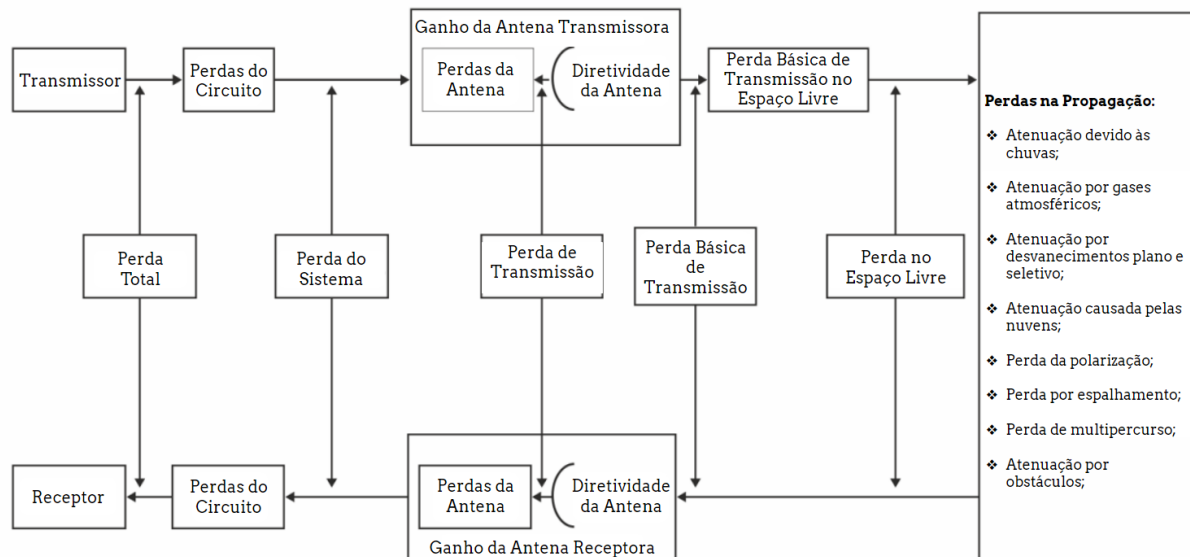 Ganho da Antena Transmissora
Transmissor
Perdas do
Circuito
Perdas da
Antena
Diretividade
da Antena
Perda Básica de
Transmissão no
Espaço Livre
Perda
Total
Perda do
Sistema
Perda de
Transmissão
Perda Básica
de
Transmissão
Perda no
Espaço Livre
Receptor
Perdas do
Circuito
Perdas da
Antena
Diretividade
da Antena
Ganho da Antena Receptora
Perdas na Propagação:
❖ Atenuação devido às
chuvas;
❖ Atenuação por gases
atmosféricos;
❖ Atenuação por
desvanecimentos plano e
seletivo;
❖ Atenuação causada pelas
nuvens;
❖ Perda da polarização;
❖ Perda por espalhamento;
❖ Perda de multipercurso;
❖ Atenuação por
obstáculos;